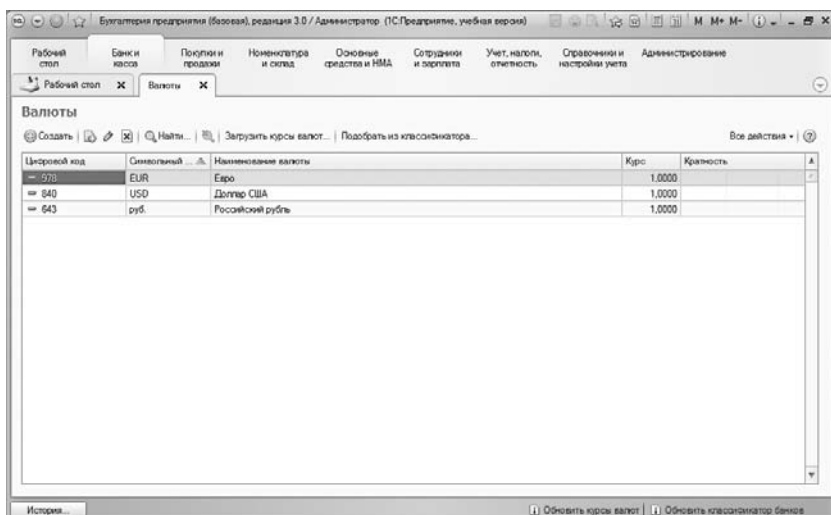 Бухгалтерия предприятия (базовая), редакция 3.0 / Администратор (1С:Предприятие, учебная версия) M M+ M-
Рабочий стол Банк и касса Покупки и продажи Номенклатура и склад Основные средства и НМА Сотрудники и зарплата Учет, налоги, отчетность Справочники и настройки учета Администрирование
Рабочий стол Валюты
Валюты
Создать Найти... Загрузить курсы валют... Подобрать из классификатора... Все действия
Цифровой код Символьный ... Наименование валюты Курс Кратность
978 EUR Евро 1,0000
840 USD Доллар США 1,0000
643 руб. Российский рубль 1,0000
История... Обновить курсы валют Обновить классификатор банков